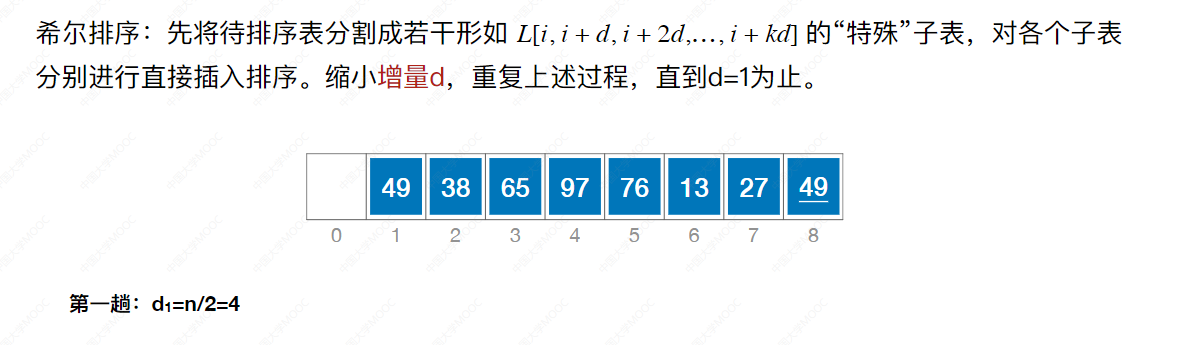 希尔排序：先将待排序表分割成若干形如 L[i, i + d, i + 2d,..., i + kd] 的“特殊”子表，对各个子表
分别进行直接插入排序。缩小增量d，重复上述过程，直到d=1为止。
49 38 65 97 76 13 27 49
0 1 2 3 4 5 6 7 8
第一趟：d₁=n/2=4